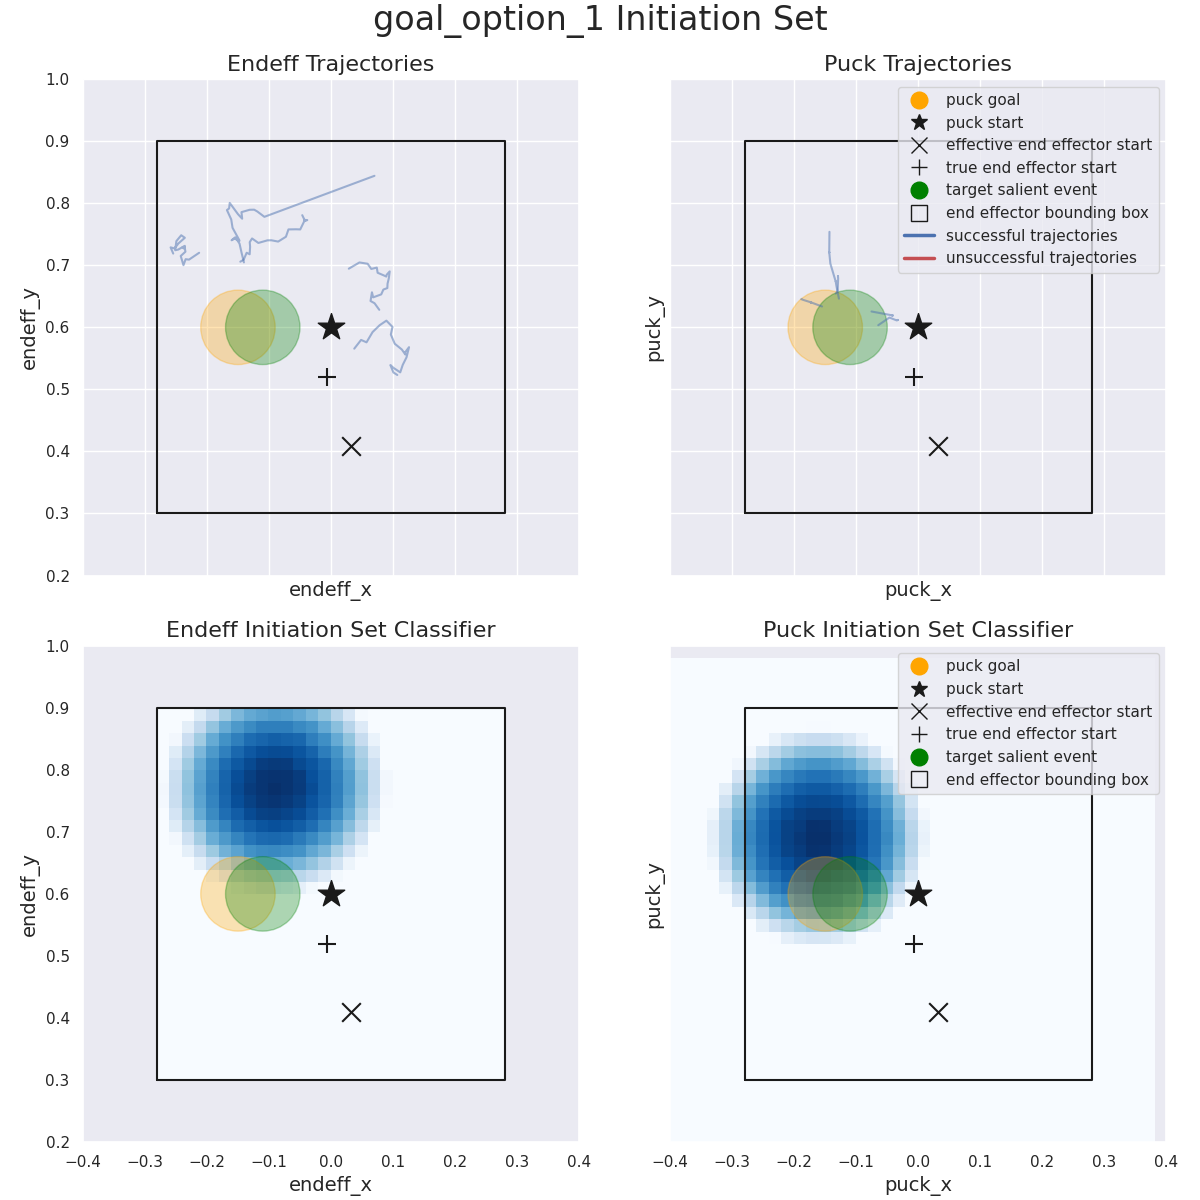 goal_option_1 Initiation Set
Endeff Trajectories
endeff_y
1.0
0.9
0.8
0.7
0.6
0.5
0.4
0.3
0.2
endeff_x
Puck Trajectories
puck_y
puck goal
puck start
effective end effector start
true end effector start
target salient event
end effector bounding box
successful trajectories
unsuccessful trajectories
puck_x
Endeff Initiation Set Classifier
endeff_y
1.0
0.9
0.8
0.7
0.6
0.5
0.4
0.3
0.2
−0.4 −0.3 −0.2 −0.1 0.0 0.1 0.2 0.3 0.4
endeff_x
Puck Initiation Set Classifier
puck_y
puck goal
puck start
effective end effector start
true end effector start
target salient event
end effector bounding box
−0.4 −0.3 −0.2 −0.1 0.0 0.1 0.2 0.3 0.4
puck_x